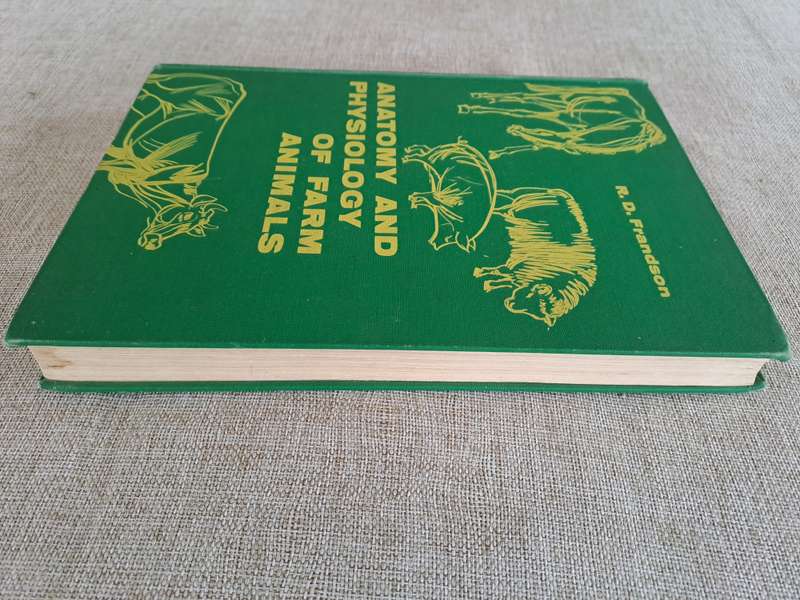 ANATOMY AND
PHYSIOLOGY
OF FARM
ANIMALS
R. D. Frandson